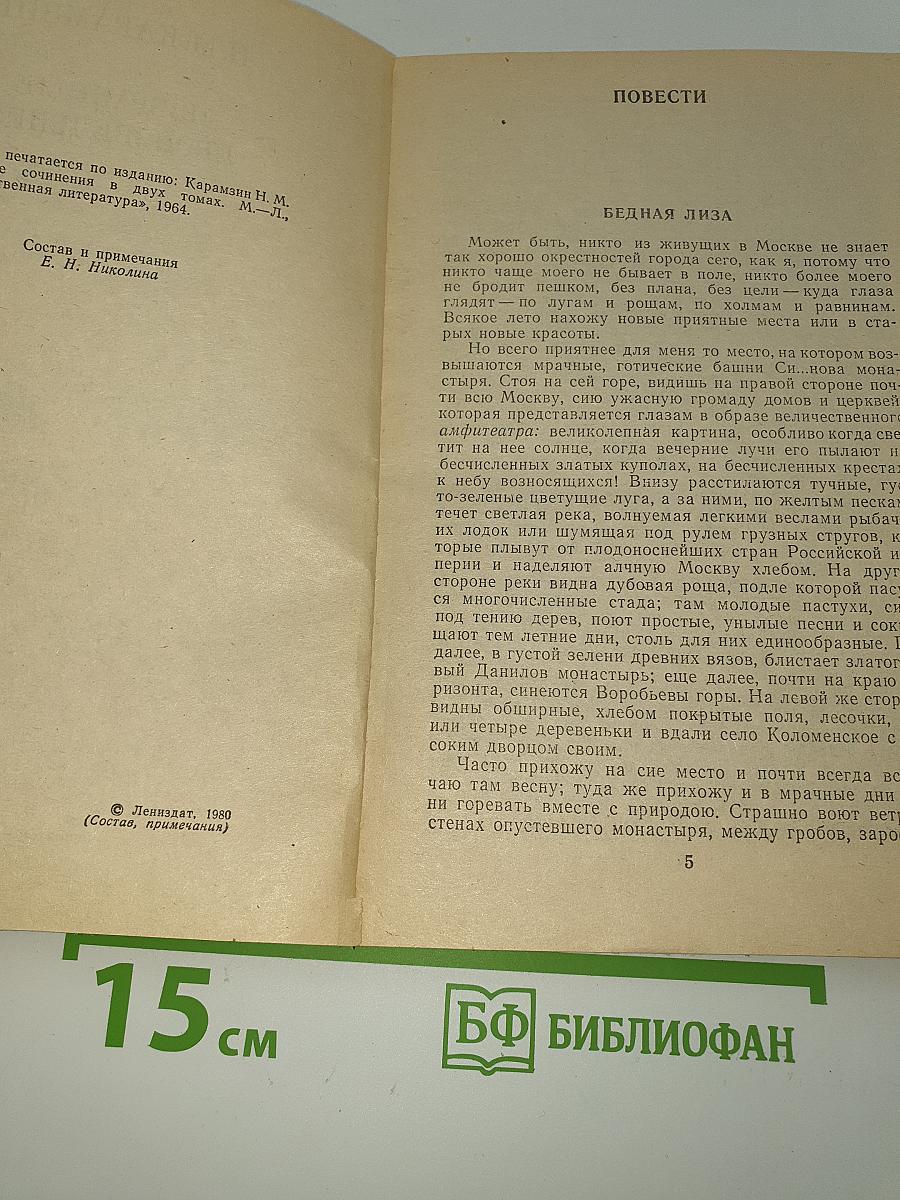 печатается по изданию: Карамзин Н. М.
сочинения в двух томах. М.—Л.,
литература», 1964.
Состав и примечания
Е. Н. Николина
© Лениздат, 1980
(Состав, примечания)
ПОВЕСТИ
БЕДНАЯ ЛИЗА
Может быть, никто из живущих в Москве не знает
так хорошо окрестностей города сего, как я, потому что
никто чаще моего не бывает в поле, никто более моего
не бродит пешком, без плана, без цели — куда глаза
глядят — по лугам и рощам, по холмам и равнинам.
Всякое лето нахожу новые приятные места или в ста-
рых новые красоты.
Но всего приятнее для меня то место, на котором воз-
вышаются мрачные, готические башни Си...нова мона-
стыря. Стоя на сей горе, видишь на правой стороне поч-
ти всю Москву, сию ужасную громаду домов и церквей,
которая представляется глазам в образе величественного
амфитеатра: великолепная картина, особливо когда све-
тит на нее солнце, когда вечерние лучи его пылают
бесчисленных златых куполах, на бесчисленных крестах,
к небу возносящихся! Внизу расстилаются тучные,
то-зеленые цветущие луга, а за ними, по желтым пескам,
течет светлая река, волнуемая легкими веслами
их лодок или шумящая под рулем грузных стругов,
торые плывут от плодоноснейших стран Российской
перии и наделяют алчную Москву хлебом. На
стороне реки видна дубовая роща, подле которой
ся многочисленные стада; там молодые пастухи,
под тению дерев, поют простые, унылые песни и
щают тем летние дни, столь для них единообразные.
далее, в густой зелени древних вязов, блистает
вый Данилов монастырь; еще далее, почти на краю
ризонта, синеются Воробьевы горы. На левой же
видны обширные, хлебом покрытые поля, лесочки,
или четыре деревеньки и вдали село Коломенское с
соким дворцом своим.
Часто прихожу на сие место и почти всегда
чаю там весну; туда же прихожу и в мрачные дни
ни горевать вместе с природою. Страшно воют
стенах опустевшего монастыря, между гробов,
5
15 см
БФ БИБЛИОФАН